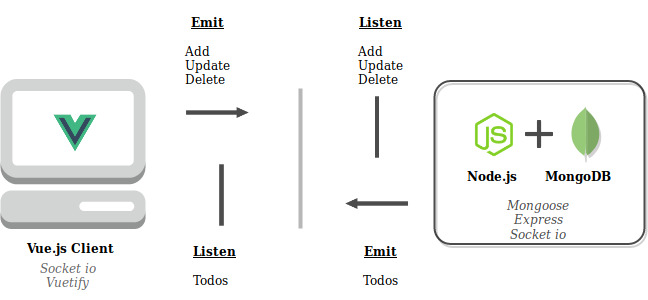 Emit
Add
Update
Delete
Listen
Add
Update
Delete
JS
Node.js
MongoDB
Mongoose
Express
Socket io
Vue.js Client
Socket io
Vuetify
Listen
Todos
Emit
Todos